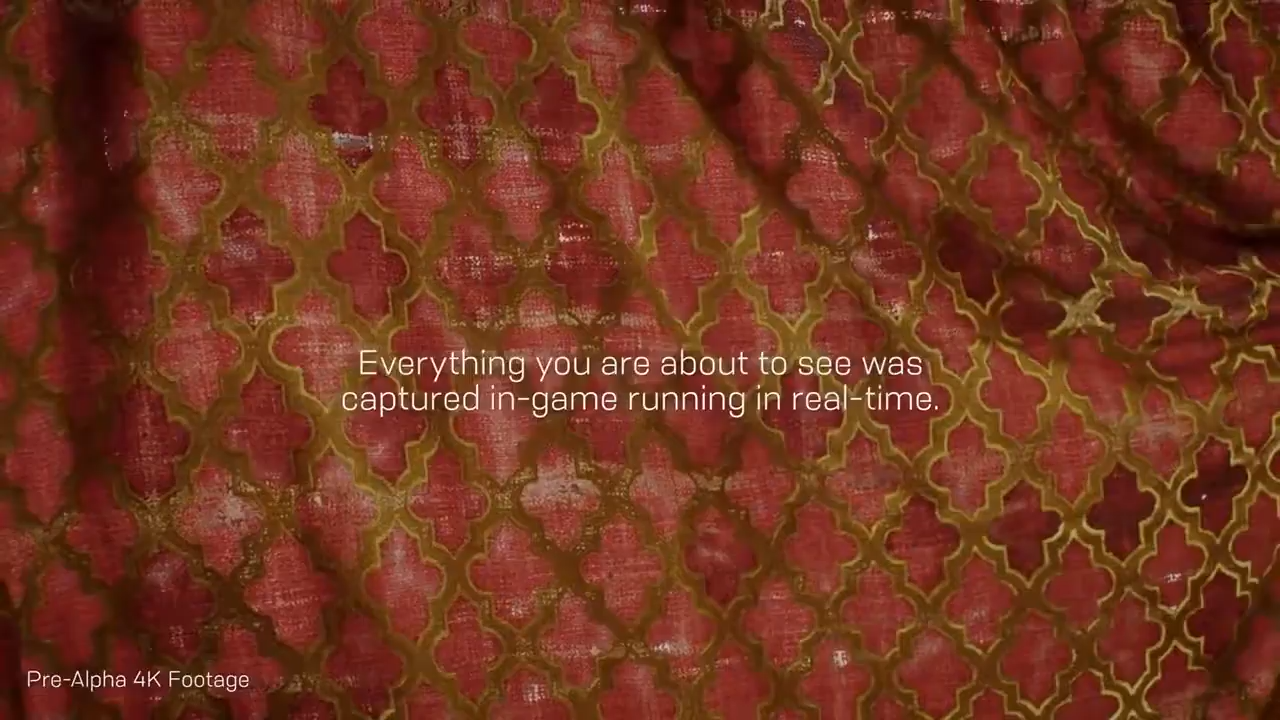 Everything you are about to see was
captured in-game running in real-time.
Pre-Alpha 4K Footage